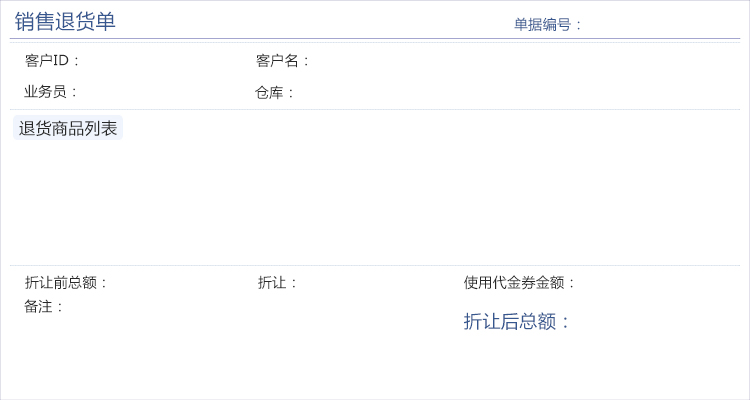 销售退货单 单据编号：
客户ID： 客户名：
业务员： 仓库：
退货商品列表
折让前总额： 折让： 使用代金券金额：
备注：
折让后总额：